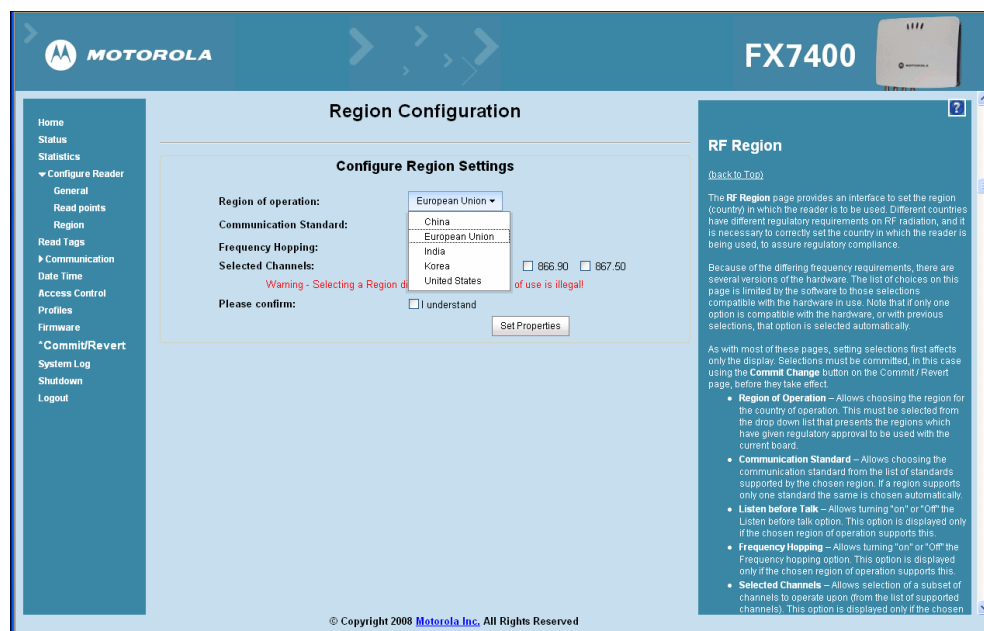 MOTOROLA
FX7400
Home
Status
Statistics
Configure Reader
General
Read points
Region
Read Tags
Communication
Date Time
Access Control
Profiles
Firmware
*Commit/Revert
System Log
Shutdown
Logout
Region Configuration
Configure Region Settings
Region of operation:
European Union
Communication Standard:
China
European Union
India
Korea
United States
Frequency Hopping:
Selected Channels:
866.90
867.50
Warning - Selecting a Region di
of use is illegal!
Please confirm:
I understand
Set Properties
?
RF Region
(back to Top)
The RF Region page provides an interface to set the region
(country) in which the reader is to be used. Different countries
have different regulatory requirements on RF radiation, and it
is necessary to correctly set the country in which the reader is
being used, to assure regulatory compliance.
Because of the differing frequency requirements, there are
several versions of the hardware. The list of choices on this
page is limited by the software to those selections
compatible with the hardware in use. Note that if only one
option is compatible with the hardware, or with previous
selections, that option is selected automatically.
As with most of these pages, setting selections first affects
only the display. Selections must be committed, in this case
using the Commit Change button on the Commit / Revert
page, before they take effect.
• Region of Operation – Allows choosing the region for
the country of operation. This must be selected from
the drop down list that presents the regions which
have given regulatory approval to be used with the
current board.
• Communication Standard – Allows choosing the
communication standard from the list of standards
supported by the chosen region. If a region supports
only one standard the same is chosen automatically.
• Listen before Talk – Allows turning "on" or "Off" the
Listen before talk option. This option is displayed only
if the chosen region of operation supports this.
• Frequency Hopping – Allows turning "on" or "Off" the
Frequency hopping option. This option is displayed
only if the chosen region of operation supports this.
• Selected Channels – Allows selection of a subset of
channels to operate upon (from the list of supported
channels). This option is displayed only if the chosen
© Copyright 2008 Motorola Inc, All Rights Reserved